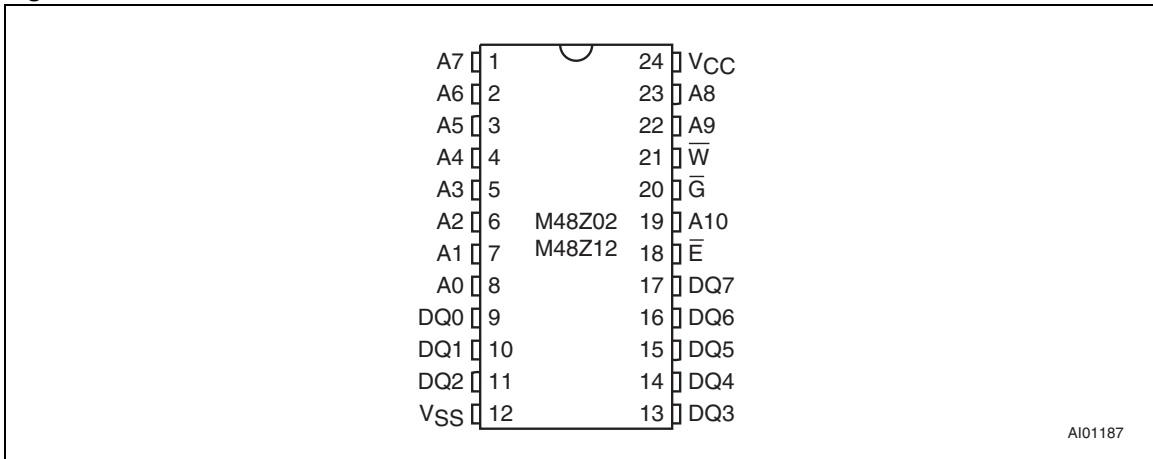 A7 1 24 VCC
A6 2 23 A8
A5 3 22 A9
A4 4 21 W̅
A3 5 20 G̅
A2 6 M48Z02 19 A10
A1 7 M48Z12 18 E̅
A0 8 17 DQ7
DQ0 9 16 DQ6
DQ1 10 15 DQ5
DQ2 11 14 DQ4
VSS 12 13 DQ3
AI01187